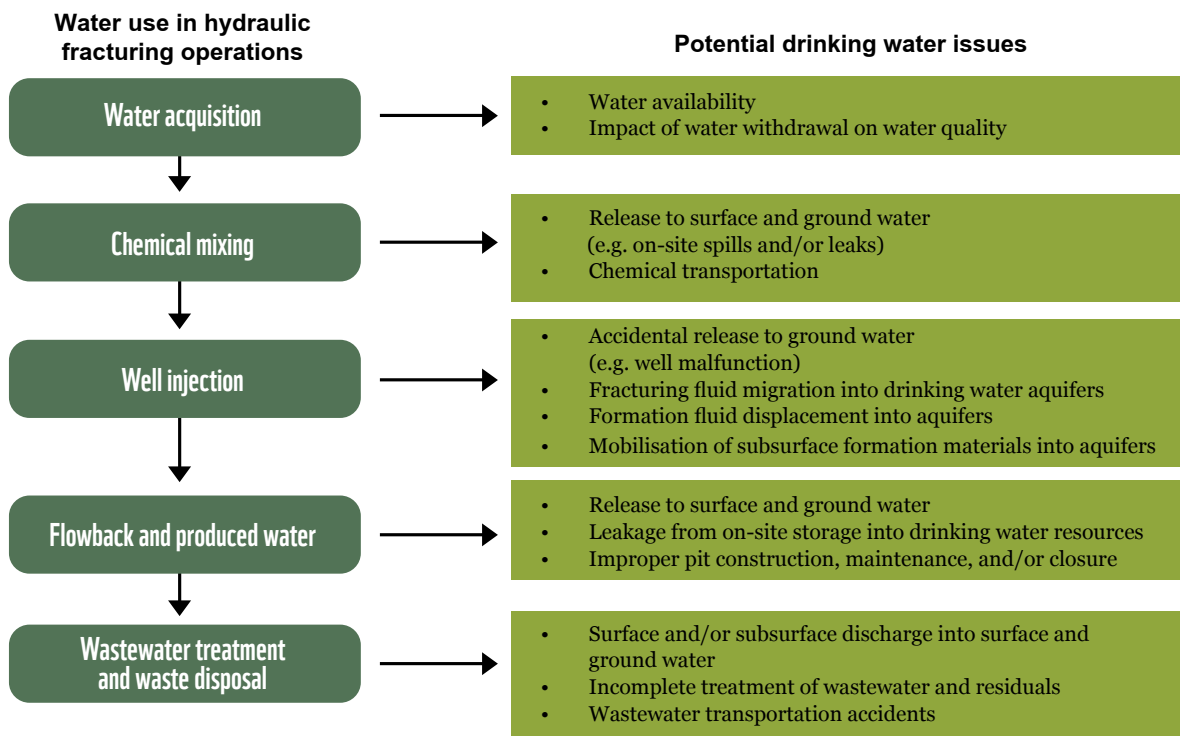 Water use in hydraulic
fracturing operations
Potential drinking water issues
Water acquisition
• Water availability
• Impact of water withdrawal on water quality
Chemical mixing
• Release to surface and ground water
(e.g. on-site spills and/or leaks)
• Chemical transportation
Well injection
• Accidental release to ground water
(e.g. well malfunction)
• Fracturing fluid migration into drinking water aquifers
• Formation fluid displacement into aquifers
• Mobilisation of subsurface formation materials into aquifers
Flowback and produced water
• Release to surface and ground water
• Leakage from on-site storage into drinking water resources
• Improper pit construction, maintenance, and/or closure
Wastewater treatment
and waste disposal
• Surface and/or subsurface discharge into surface and
ground water
• Incomplete treatment of wastewater and residuals
• Wastewater transportation accidents